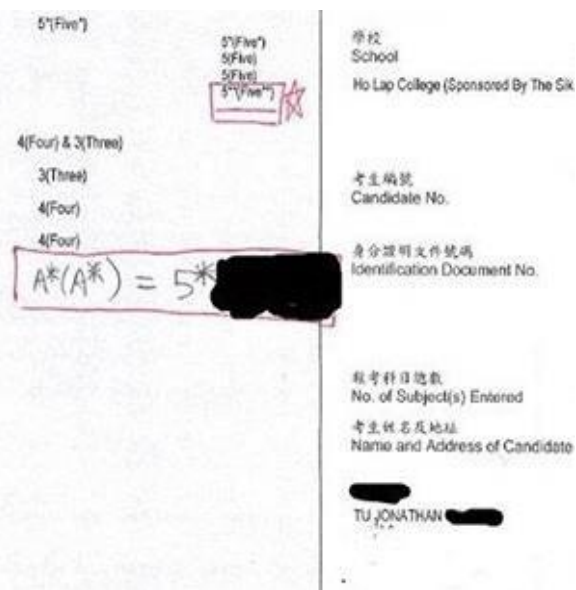 5*(Five*)
5*(Five*)
5(Five)
5(Five)
5**(Five**)
4(Four) & 3(Three)
3(Three)
4(Four)
4(Four)
A*(A*) = 5*
學校
School
Ho Lap College (Sponsored By The Sik
考生編號
Candidate No.
身分證明文件號碼
Identification Document No.
報考科目總數
No. of Subject(s) Entered
考生姓名及地址
Name and Address of Candidate
TU JONATHAN